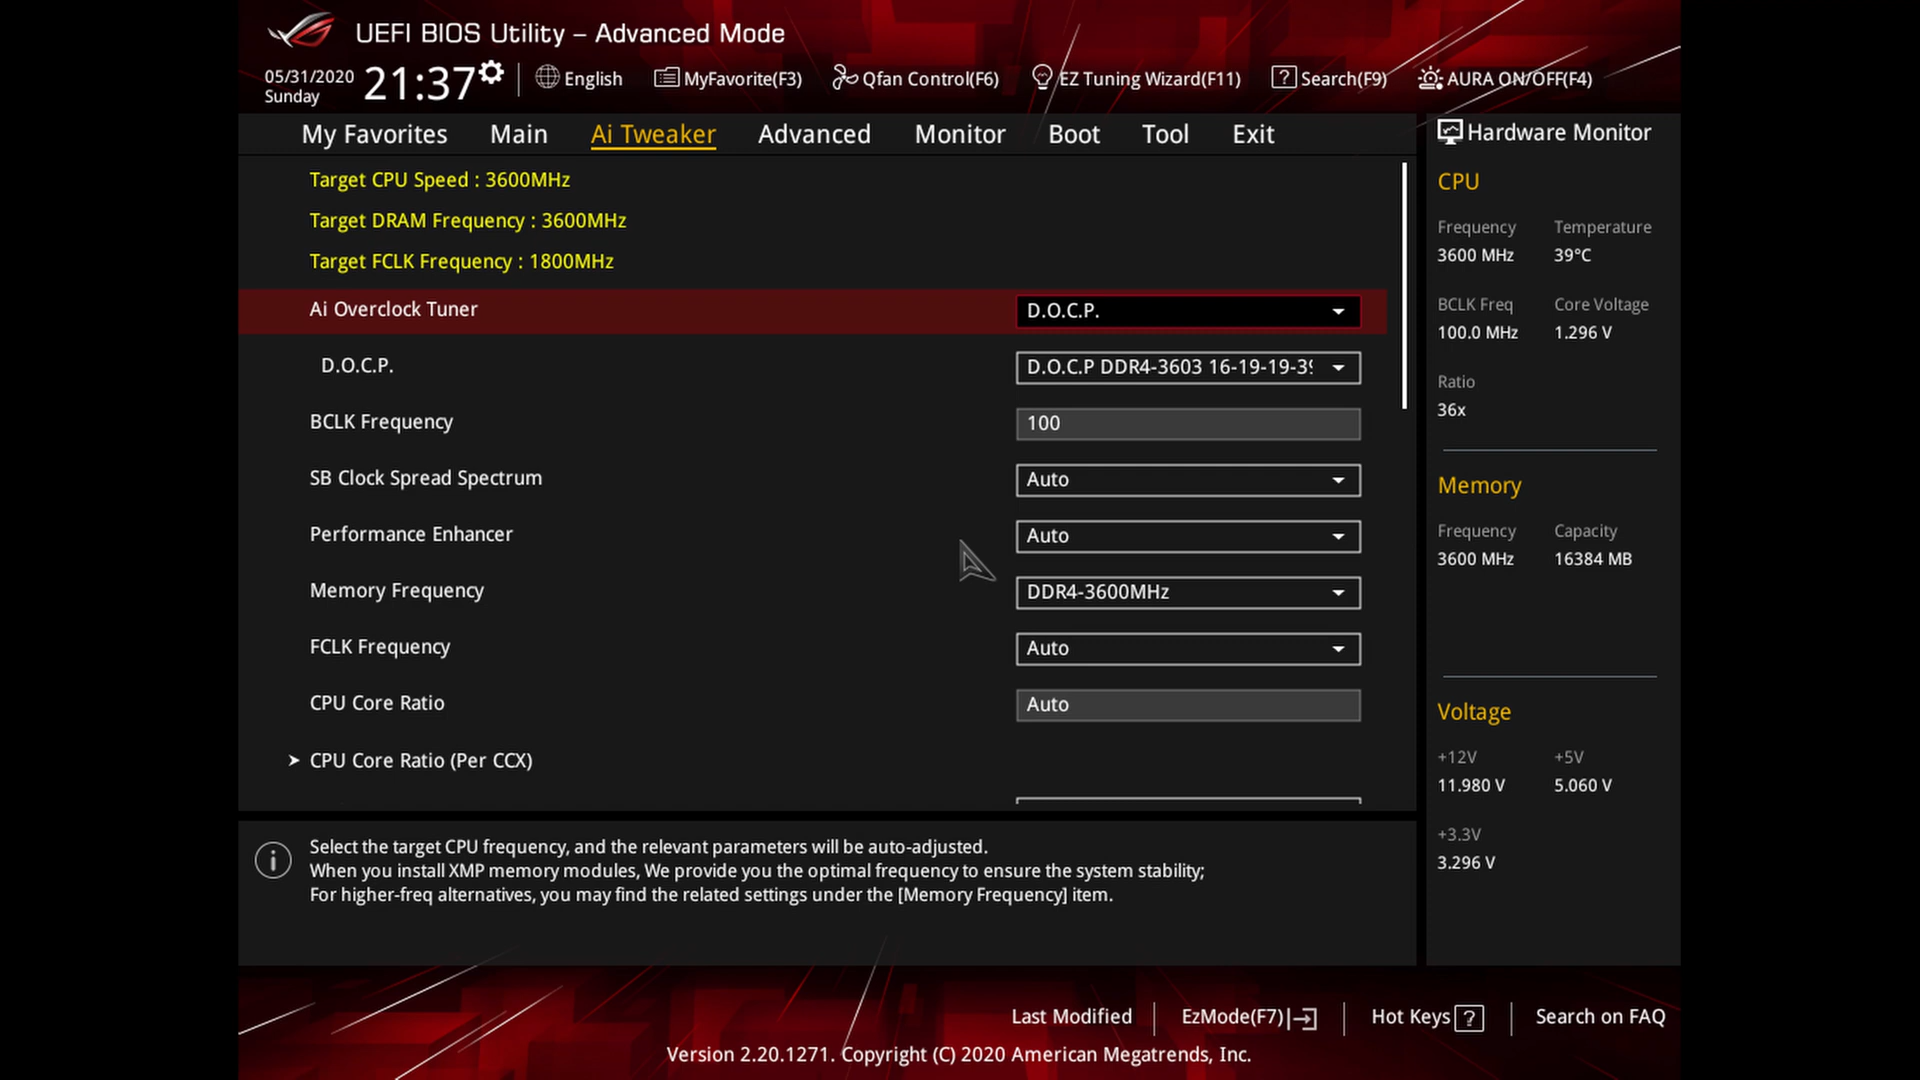 UEFI BIOS Utility – Advanced Mode
05/31/2020
Sunday
21:37
English
MyFavorite(F3)
Qfan Control(F6)
EZ Tuning Wizard(F11)
? Search(F9)
AURA ON/OFF(F4)
My Favorites
Main
Ai Tweaker
Advanced
Monitor
Boot
Tool
Exit
Target CPU Speed : 3600MHz
Target DRAM Frequency : 3600MHz
Target FCLK Frequency : 1800MHz
Ai Overclock Tuner
D.O.C.P.
D.O.C.P.
D.O.C.P DDR4-3603 16-19-19-39
BCLK Frequency
100
SB Clock Spread Spectrum
Auto
Performance Enhancer
Auto
Memory Frequency
DDR4-3600MHz
FCLK Frequency
Auto
CPU Core Ratio
Auto
CPU Core Ratio (Per CCX)
Select the target CPU frequency, and the relevant parameters will be auto-adjusted.
When you install XMP memory modules, We provide you the optimal frequency to ensure the system stability;
For higher-freq alternatives, you may find the related settings under the [Memory Frequency] item.
Hardware Monitor
CPU
Frequency Temperature
3600 MHz 39°C
BCLK Freq Core Voltage
100.0 MHz 1.296 V
Ratio
36x
Memory
Frequency Capacity
3600 MHz 16384 MB
Voltage
+12V +5V
11.980 V 5.060 V
+3.3V
3.296 V
Last Modified
EzMode(F7)
Hot Keys ?
Search on FAQ
Version 2.20.1271. Copyright (C) 2020 American Megatrends, Inc.